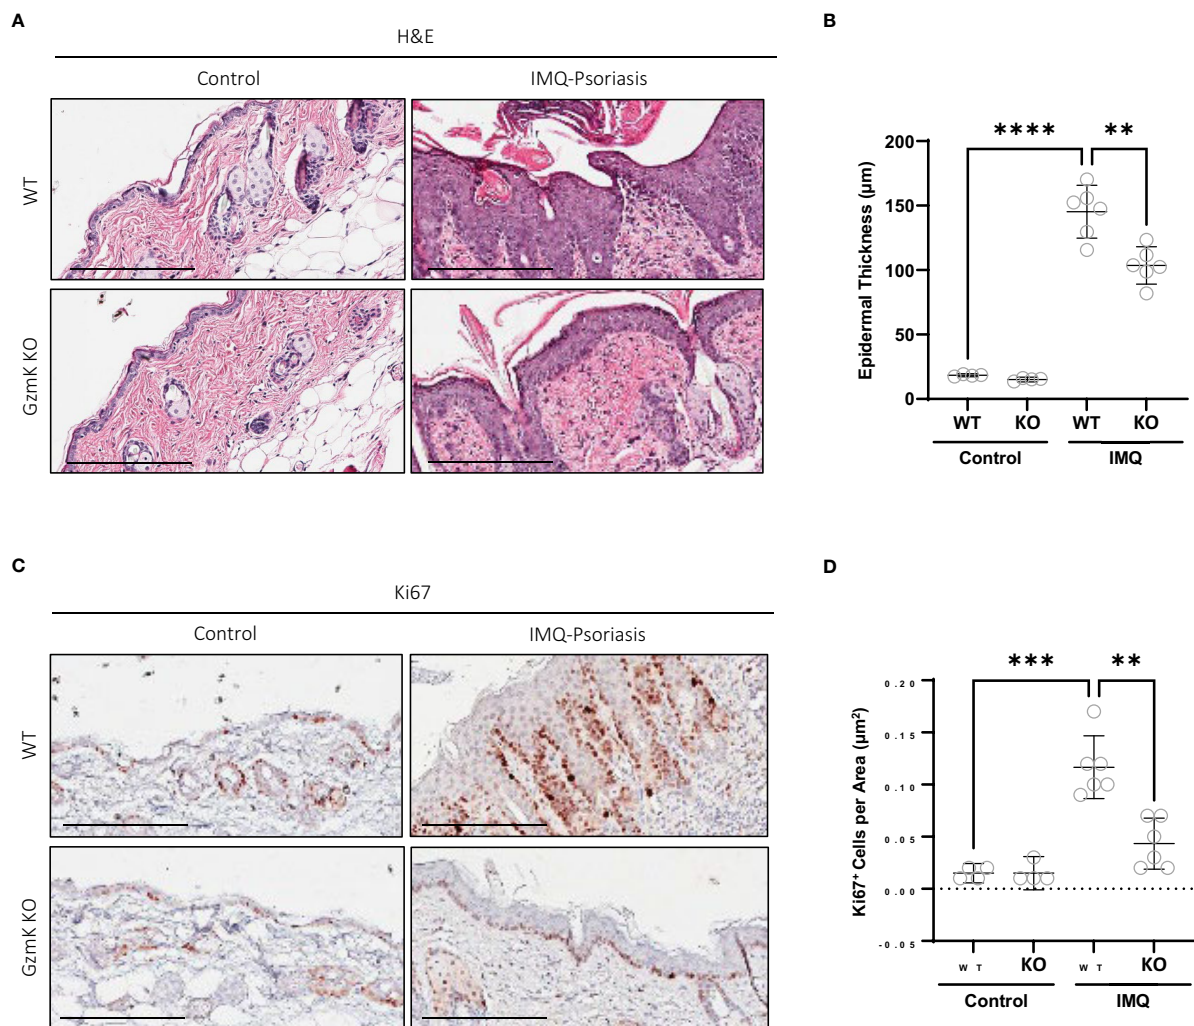 A
H&E
Control
IMQ-Psoriasis
WT
GzmK KO
B
**** **
Epidermal Thickness (μm)
200
150
100
50
0
WT KO WT KO
Control IMQ
C
Ki67
Control
IMQ-Psoriasis
WT
GzmK KO
D
*** **
Ki67⁺ Cells per Area (μm²)
0.20
0.15
0.10
0.05
0.00
-0.05
W T KO W T KO
Control IMQ